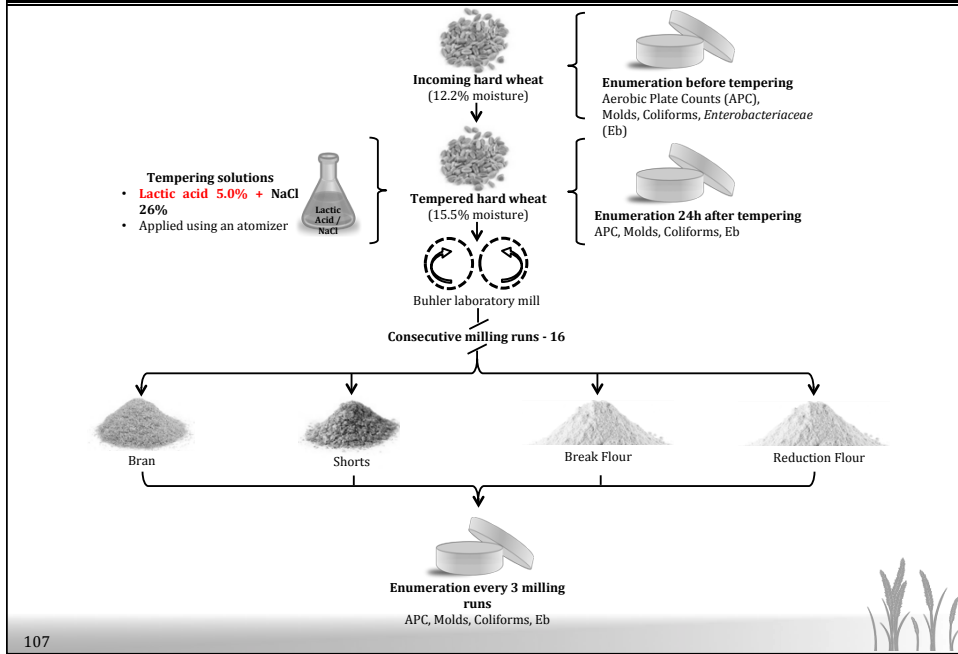 Incoming hard wheat
(12.2% moisture)
Enumeration before tempering
Aerobic Plate Counts (APC),
Molds, Coliforms, Enterobacteriaceae
(Eb)
Tempering solutions
• Lactic acid 5.0% + NaCl
26%
• Applied using an atomizer
Lactic
Acid /
NaCl
Tempered hard wheat
(15.5% moisture)
Enumeration 24h after tempering
APC, Molds, Coliforms, Eb
Buhler laboratory mill
Consecutive milling runs - 16
Bran
Shorts
Break Flour
Reduction Flour
Enumeration every 3 milling
runs
APC, Molds, Coliforms, Eb
107